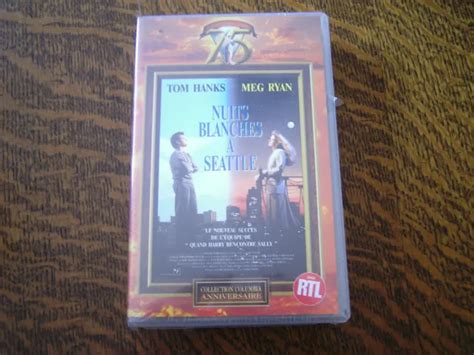 75
TOM HANKS MEG RYAN
NUITS
BLANCHES
À
SEATTLE
LE NOUVEAU SUCCÈS
DE L'ÉQUIPE DE
" QUAND HARRY RENCONTRE SALLY "
COLLECTION COLUMBIA
ANNIVERSAIRE
RTL